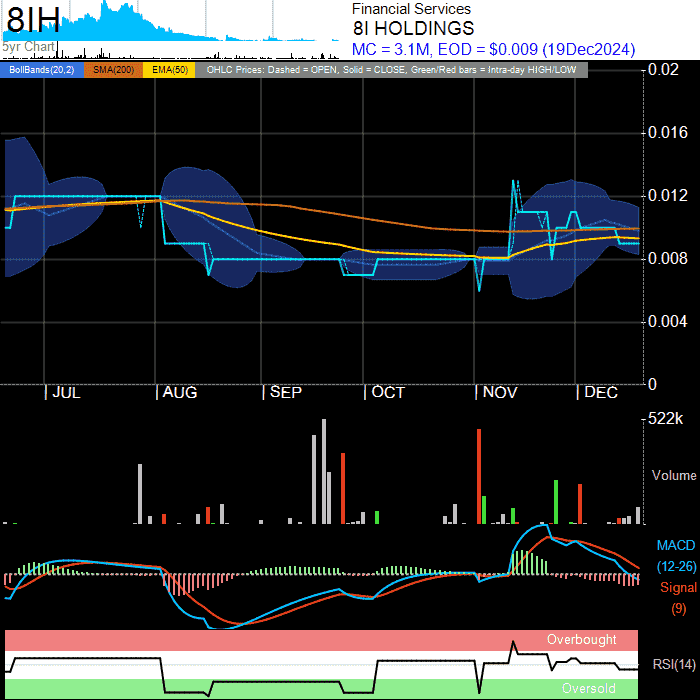 8IH
5yr Chart
Financial Services
8I HOLDINGS
MC = 3.1M, EOD = $0.009 (19Dec2024)
BollBands(20,2) SMA(200) EMA(50) OHLC Prices: Dashed = OPEN, Solid = CLOSE, Green/Red bars = Intra-day HIGH/LOW
0.02
0.016
0.012
0.008
0.004
0
| JUL | AUG | SEP | OCT | NOV | DEC
522k
Volume
MACD
(12-26)
Signal
(9)
Overbought
RSI(14)
Oversold